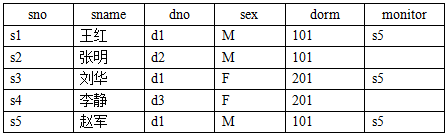 sno sname dno sex dorm monitor
s1 王红 d1 M 101 s5
s2 张明 d2 M 101
s3 刘华 d1 F 201 s5
s4 李静 d3 F 201
s5 赵军 d1 M 101 s5